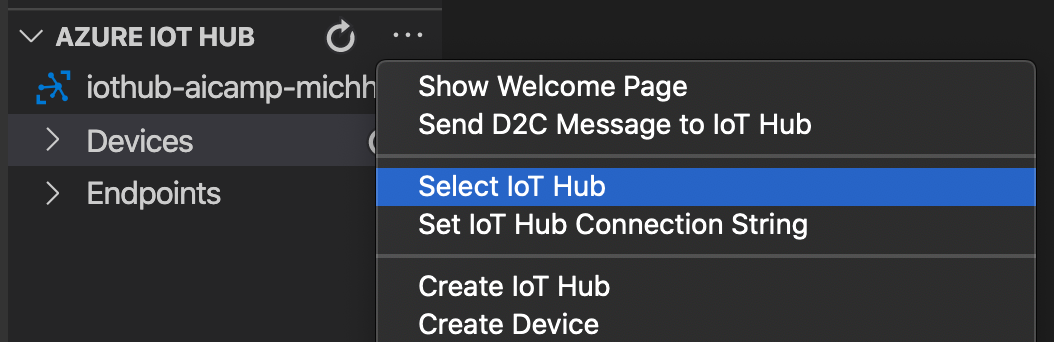 AZURE IOT HUB
iothub-aicamp-michh
Devices
Endpoints
Show Welcome Page
Send D2C Message to IoT Hub
Select IoT Hub
Set IoT Hub Connection String
Create IoT Hub
Create Device